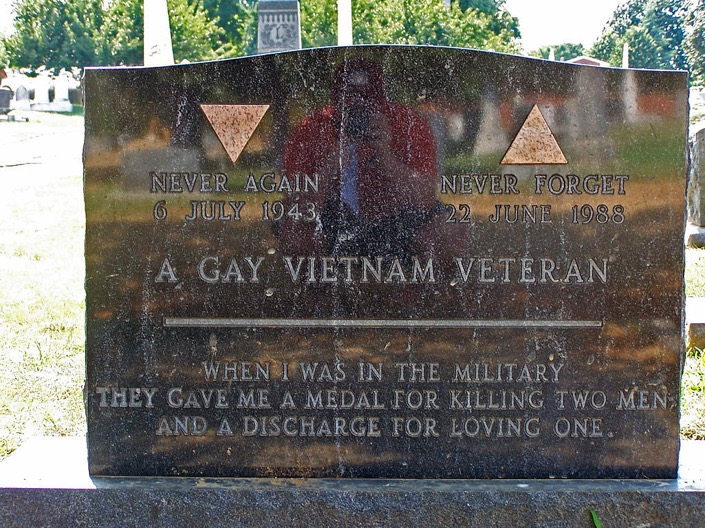 NEVER AGAIN NEVER FORGET
6 JULY 1943 22 JUNE 1988
A GAY VIETNAM VETERAN
WHEN I WAS IN THE MILITARY
THEY GAVE ME A MEDAL FOR KILLING TWO MEN
AND A DISCHARGE FOR LOVING ONE.